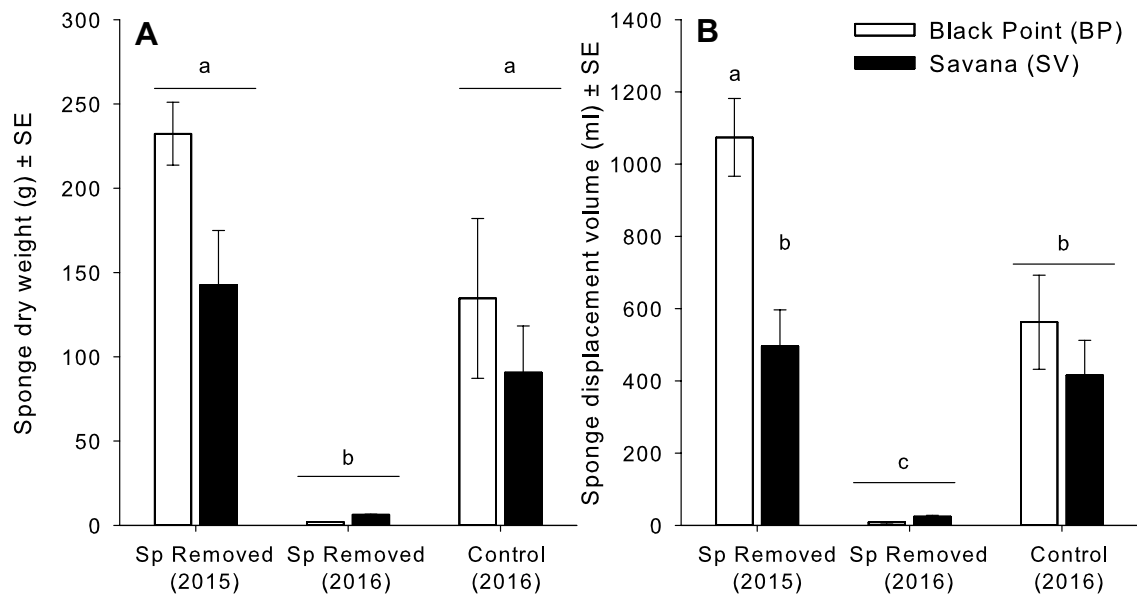 A
Sponge dry weight (g) ± SE
300
250
200
150
100
50
0
a
b
a
Sp Removed
(2015)
Sp Removed
(2016)
Control
(2016)
B
Sponge displacement volume (ml) ± SE
1400
1200
1000
800
600
400
200
0
Black Point (BP)
Savana (SV)
a
b
c
b
Sp Removed
(2015)
Sp Removed
(2016)
Control
(2016)